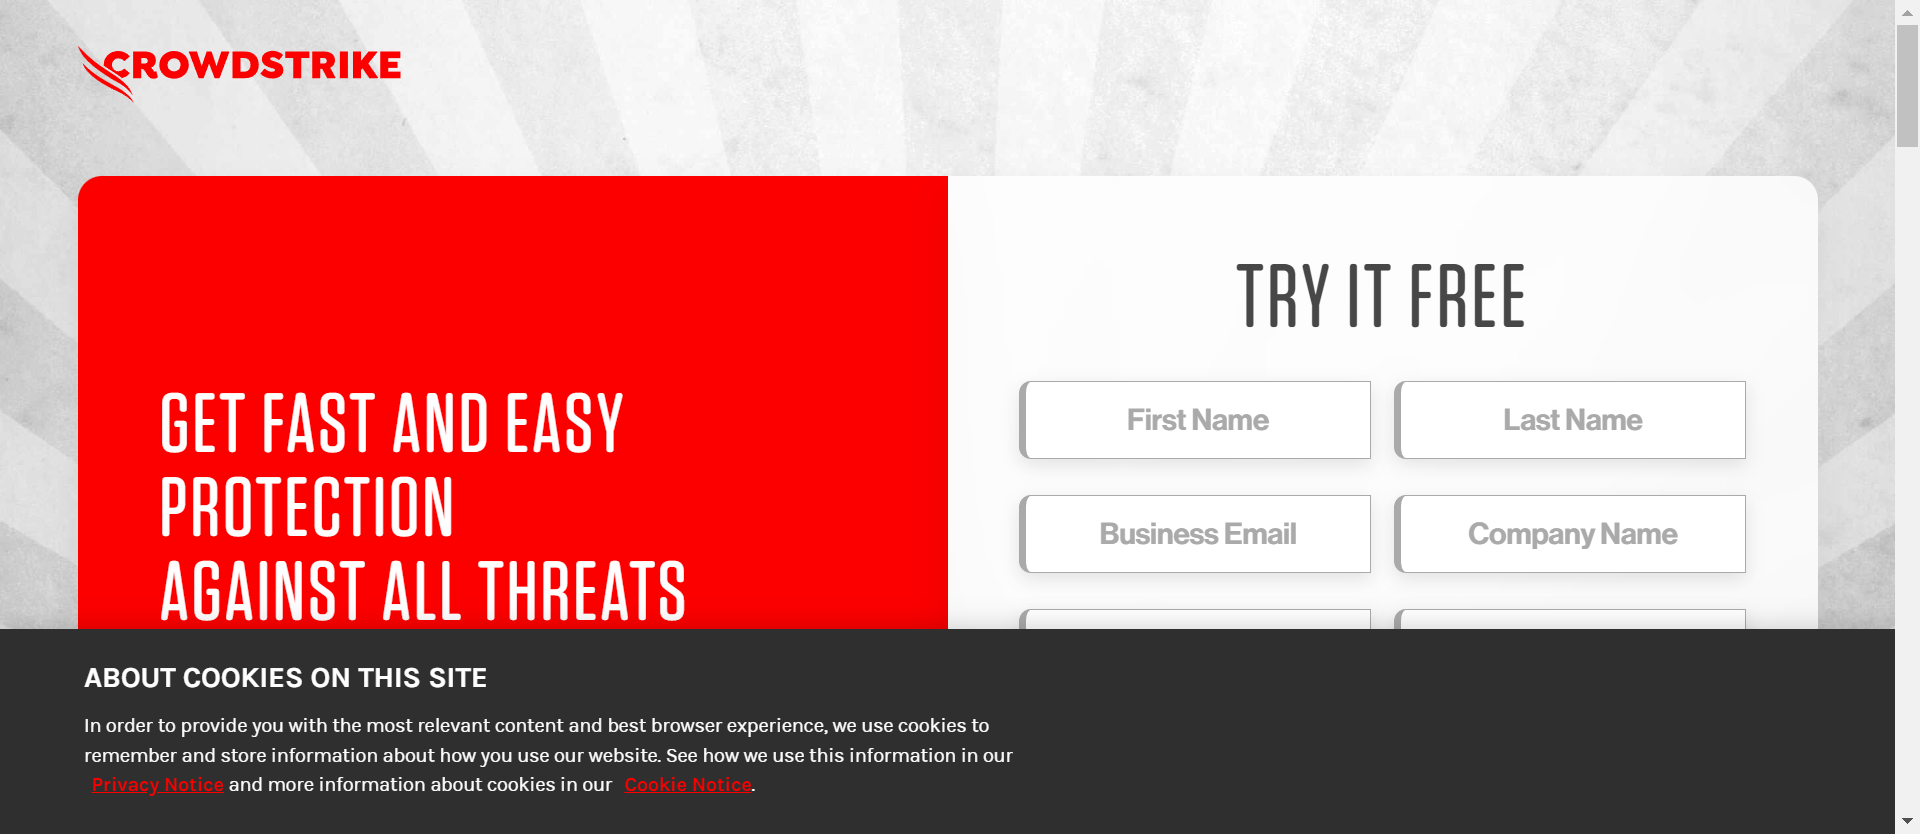 CROWDSTRIKE
GET FAST AND EASY
PROTECTION
AGAINST ALL THREATS
TRY IT FREE
First Name
Last Name
Business Email
Company Name
ABOUT COOKIES ON THIS SITE
In order to provide you with the most relevant content and best browser experience, we use cookies to
remember and store information about how you use our website. See how we use this information in our
Privacy Notice and more information about cookies in our Cookie Notice.